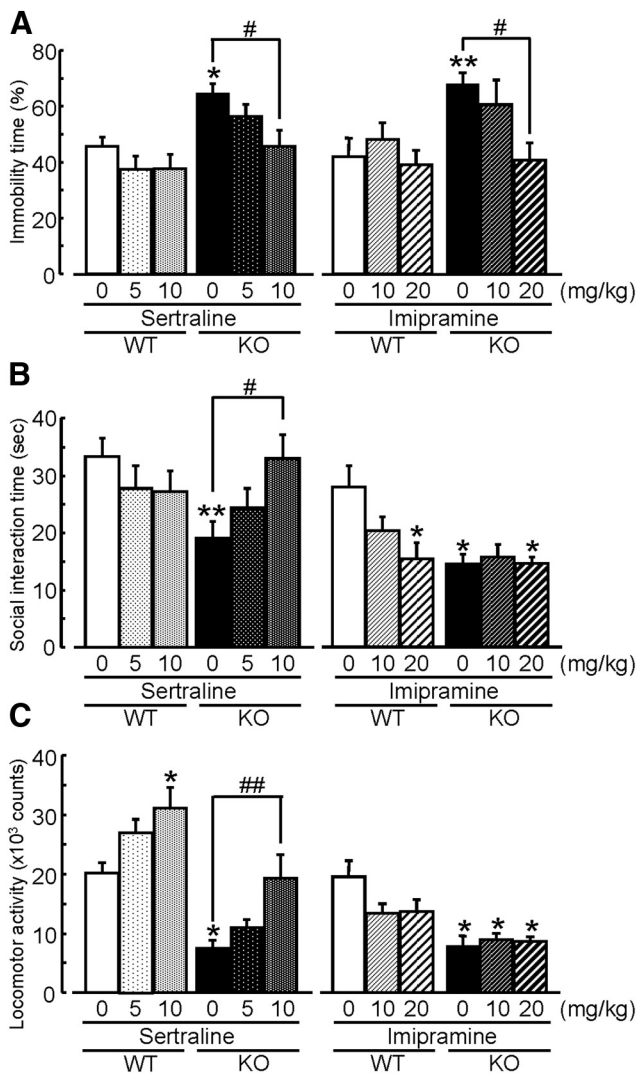 A
#
#
*
**
Immobility time (%)
80
60
40
20
0
0 5 10 0 5 10 0 10 20 0 10 20 (mg/kg)
Sertraline Imipramine
WT KO WT KO
B
#
**
*
*
*
Social interaction time (sec)
40
30
20
10
0
0 5 10 0 5 10 0 10 20 0 10 20 (mg/kg)
Sertraline Imipramine
WT KO WT KO
C
*
##
*
*
*
*
Locomotor activity (x10³ counts)
40
30
20
10
0
0 5 10 0 5 10 0 10 20 0 10 20 (mg/kg)
Sertraline Imipramine
WT KO WT KO